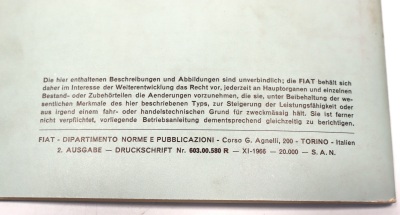 Die hier enthaltenen Beschreibungen und Abbildungen sind unverbindlich; die FIAT behält sich
daher im Interesse der Weiterentwicklung das Recht vor, jederzeit an Hauptorganen und einzelnen
Bestand- oder Zubehörteilen die Aenderungen vorzunehmen, die sie, unter Beibehaltung der we-
sentlichen Merkmale des hier beschriebenen Typs, zur Steigerung der Leistungsfähigkeit oder
aus irgend einem fahr- oder handelstechnischen Grund für zweckmässig hält. Sie ist ferner
nicht verpflichtet, vorliegende Betriebsanleitung dementsprechend gleichzeitig zu berichtigen.
FIAT - DIPARTIMENTO NORME E PUBBLICAZIONI - Corso G. Agnelli, 200 - TORINO - Italien
2. AUSGABE — DRUCKSCHRIFT Nr. 603.00.580 R — XI-1966 — 20.000 — S. A. N.